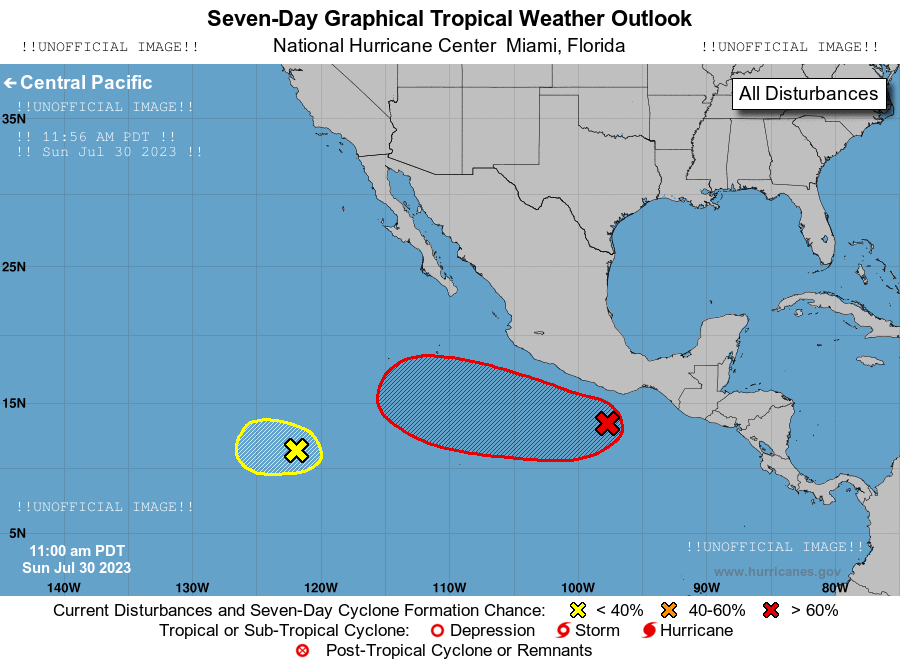 Seven-Day Graphical Tropical Weather Outlook
!!UNOFFICIAL IMAGE!! National Hurricane Center Miami, Florida !!UNOFFICIAL IMAGE!!
← Central Pacific
All Disturbances
!!UNOFFICIAL IMAGE!!
35N
!! 11:56 AM PDT !!
!! Sun Jul 30 2023 !!
25N
15N
!!UNOFFICIAL IMAGE!!
5N
11:00 am PDT
Sun Jul 30 2023
!!UNOFFICIAL IMAGE!!
www.hurricanes.gov
140W 130W 120W 110W 100W 90W 80W
Current Disturbances and Seven-Day Cyclone Formation Chance: < 40% 40-60% > 60%
Tropical or Sub-Tropical Cyclone: Depression Storm Hurricane
Post-Tropical Cyclone or Remnants